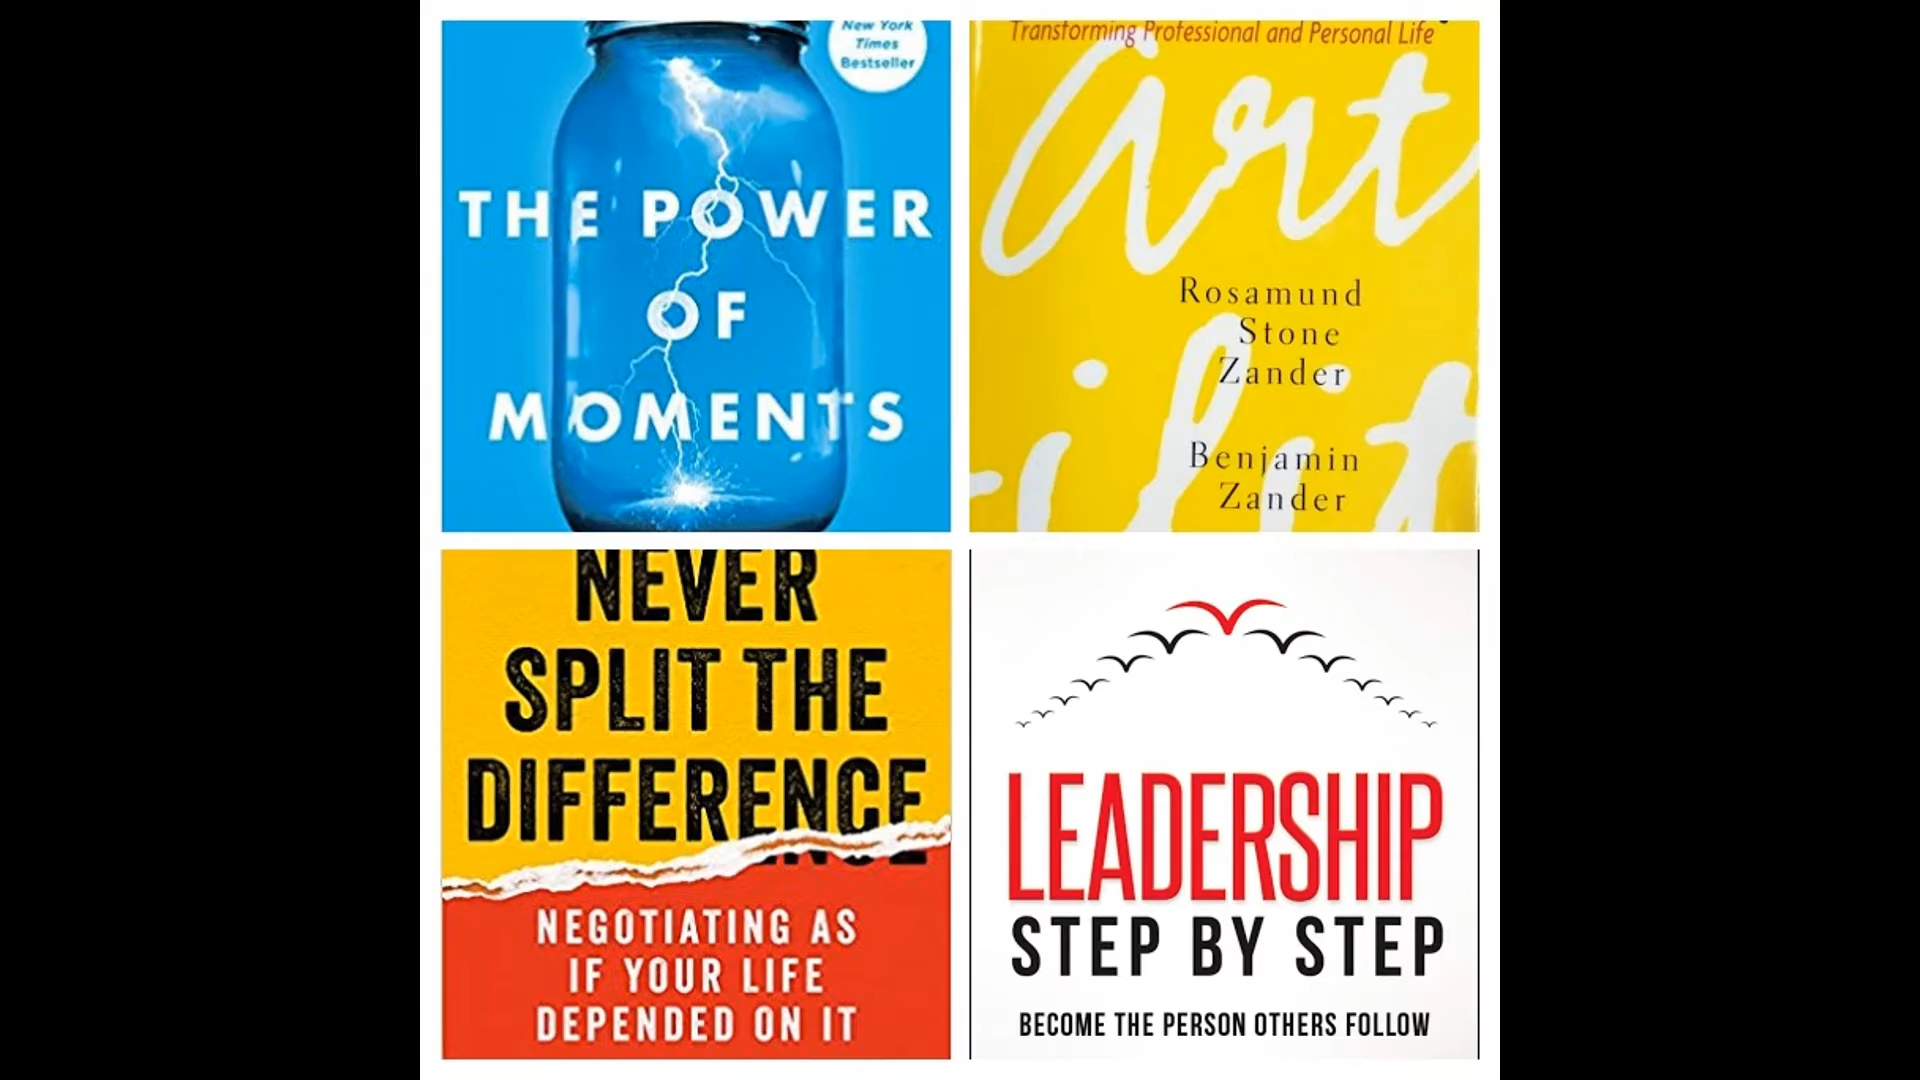 New York
Times
Bestseller
THE POWER
OF
MOMENTS
Transforming Professional and Personal Life
art
Rosamund
Stone
Zander
ilit
Benjamin
Zander
NEVER
SPLIT THE
DIFFERENCE
NEGOTIATING AS
IF YOUR LIFE
DEPENDED ON IT
LEADERSHIP
STEP BY STEP
BECOME THE PERSON OTHERS FOLLOW